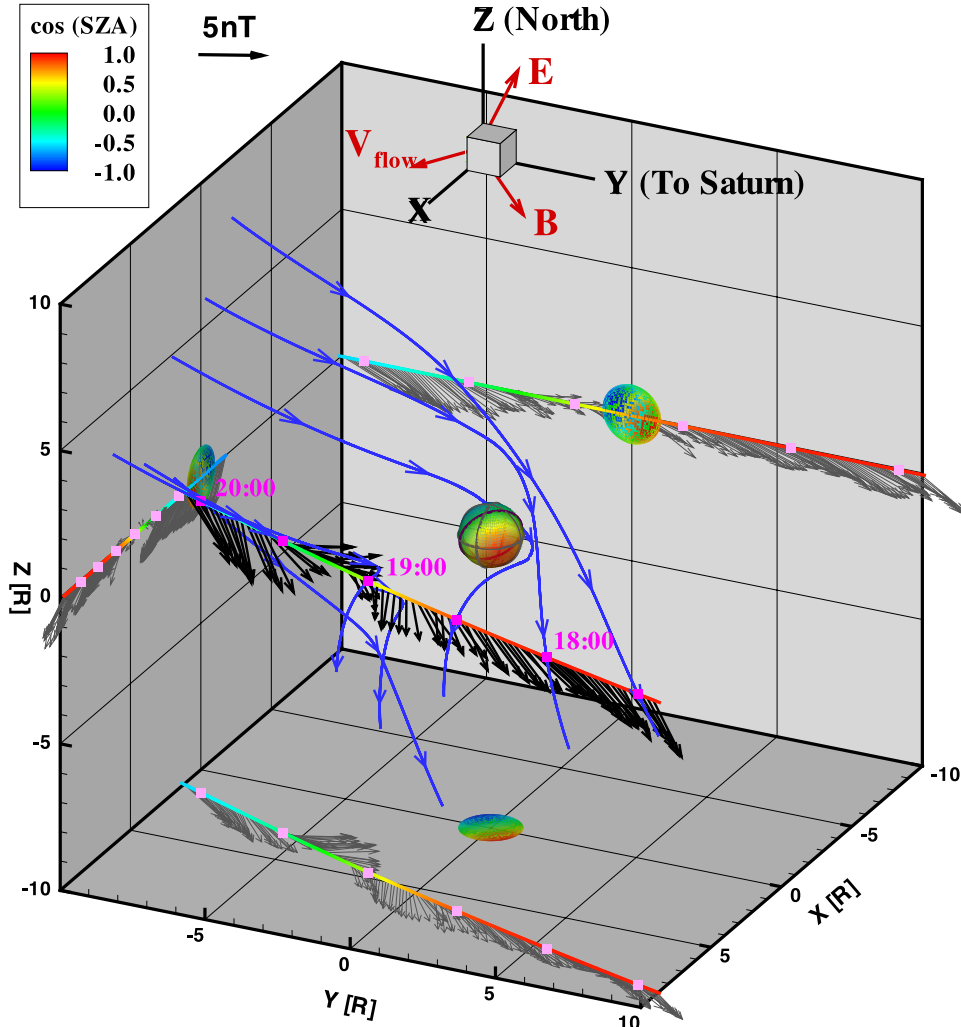 cos (SZA)
1.0
0.5
0.0
-0.5
-1.0
5nT
Z (North)
E
V flow
Y (To Saturn)
X
B
10
5
0
-5
-10
Z [R]
20:00
19:00
18:00
-5
0
5
10
Y [R]
-10
-5
0
5
X [R]